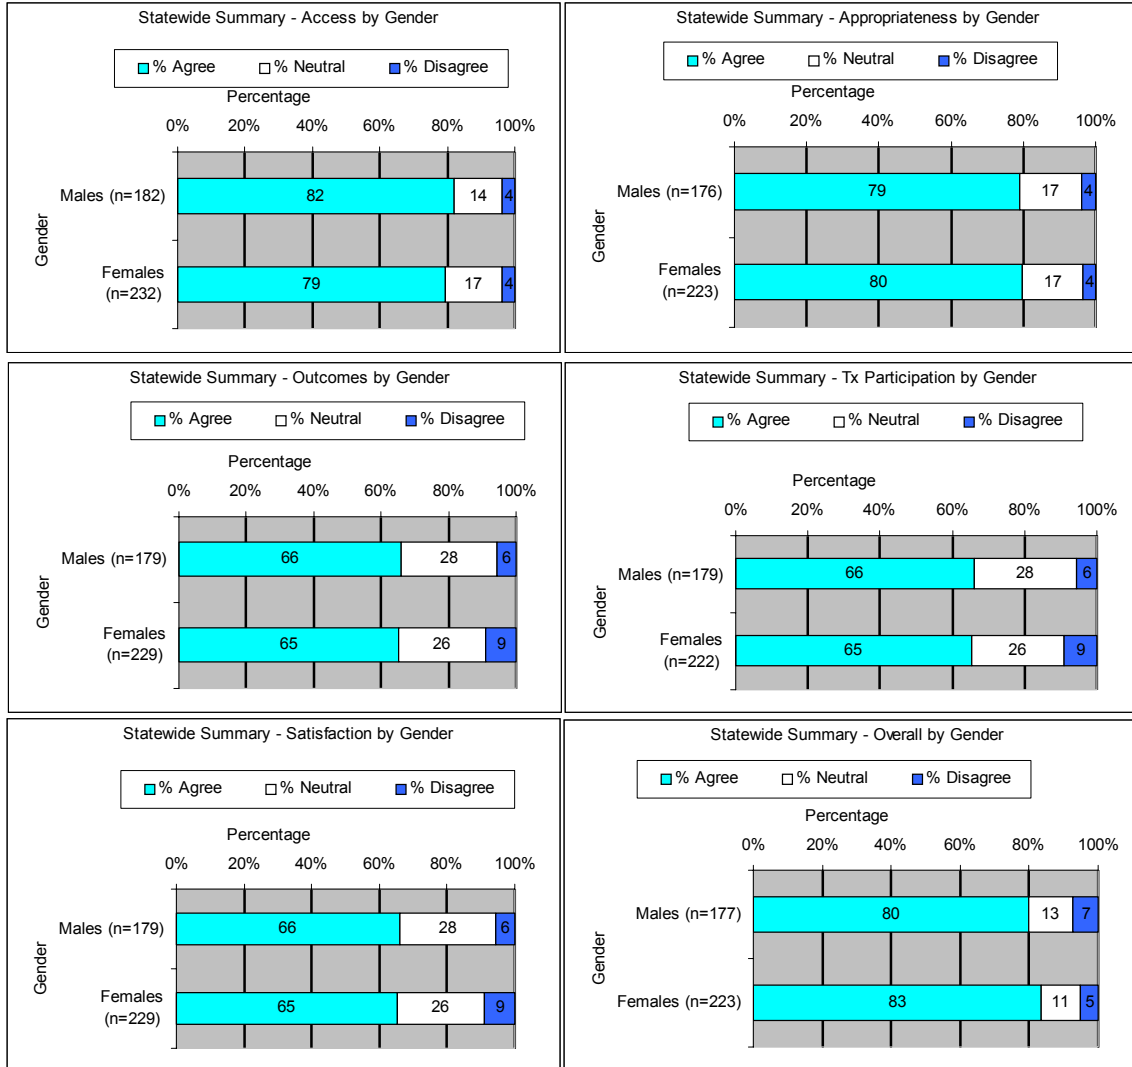 Statewide Summary - Access by Gender
% Agree % Neutral % Disagree
Percentage
0% 20% 40% 60% 80% 100%
Gender
Males (n=182)
82 14 4
Females
(n=232)
79 17 4
Statewide Summary - Appropriateness by Gender
% Agree % Neutral % Disagree
Percentage
0% 20% 40% 60% 80% 100%
Gender
Males (n=176)
79 17 4
Females
(n=223)
80 17 4
Statewide Summary - Outcomes by Gender
% Agree % Neutral % Disagree
Percentage
0% 20% 40% 60% 80% 100%
Gender
Males (n=179)
66 28 6
Females
(n=229)
65 26 9
Statewide Summary - Tx Participation by Gender
% Agree % Neutral % Disagree
Percentage
0% 20% 40% 60% 80% 100%
Gender
Males (n=179)
66 28 6
Females
(n=222)
65 26 9
Statewide Summary - Satisfaction by Gender
% Agree % Neutral % Disagree
Percentage
0% 20% 40% 60% 80% 100%
Gender
Males (n=179)
66 28 6
Females
(n=229)
65 26 9
Statewide Summary - Overall by Gender
% Agree % Neutral % Disagree
Percentage
0% 20% 40% 60% 80% 100%
Gender
Males (n=177)
80 13 7
Females (n=223)
83 11 5